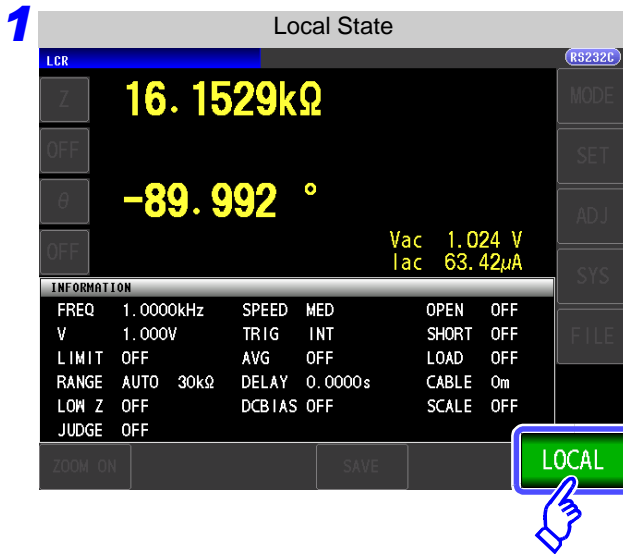 1
Local State
LCR
RS232C
Z
16. 1529kΩ
MODE
OFF
SET
θ
-89. 992 °
ADJ
OFF
Vac 1. 024 V
Iac 63. 42μA
SYS
INFORMATION
FREQ 1. 0000kHz SPEED MED OPEN OFF
V 1. 000V TRIG INT SHORT OFF
FILE
LIMIT OFF AVG OFF LOAD OFF
RANGE AUTO 30kΩ DELAY 0. 0000s CABLE 0m
LOW Z OFF DCBIAS OFF SCALE OFF
JUDGE OFF
ZOOM ON SAVE LOCAL